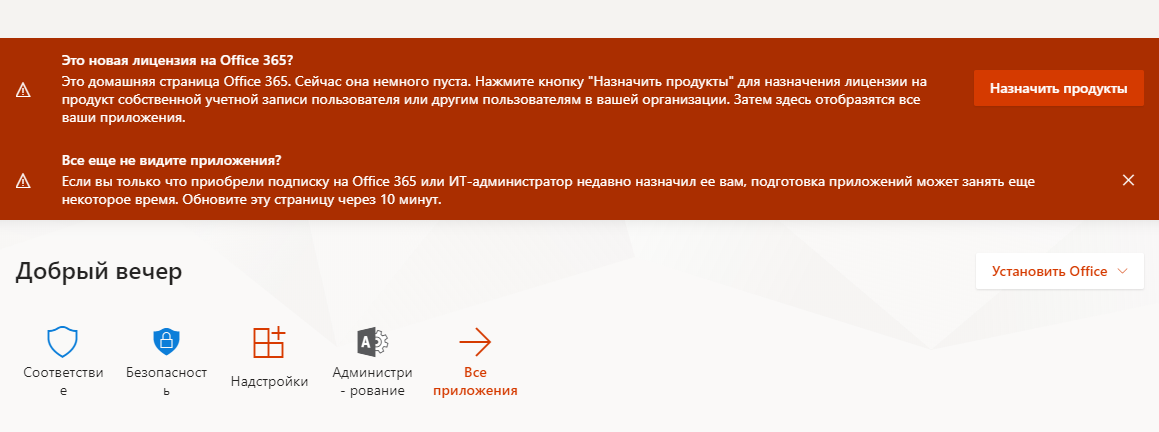 Это новая лицензия на Office 365?
Это домашняя страница Office 365. Сейчас она немного пуста. Нажмите кнопку "Назначить продукты" для назначения лицензии на
продукт собственной учетной записи пользователя или другим пользователям в вашей организации. Затем здесь отобразятся все
ваши приложения.
Назначить продукты
Все еще не видите приложения?
Если вы только что приобрели подписку на Office 365 или ИТ-администратор недавно назначил ее вам, подготовка приложений может занять еще
некоторое время. Обновите эту страницу через 10 минут.
Добрый вечер
Установить Office
Соответстви
е
Безопасност
ь
Надстройки
A
Администри
- рование
Все
приложения